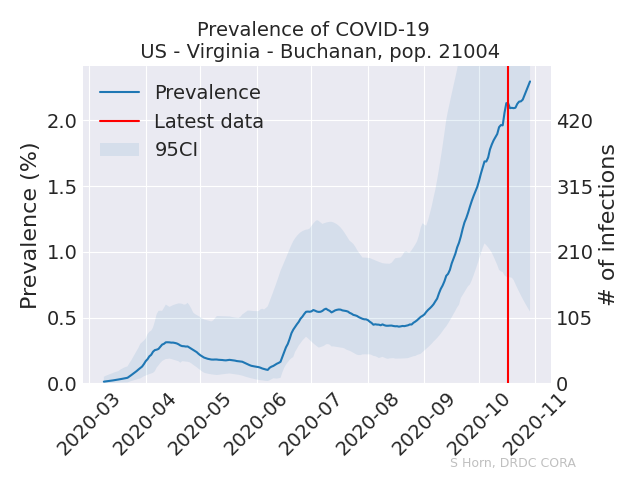 Prevalence of COVID-19
US - Virginia - Buchanan, pop. 21004
Prevalence
Latest data
95CI
Prevalence (%)
2.0
1.5
1.0
0.5
0.0
# of infections
420
315
210
105
0
2020-03
2020-04
2020-05
2020-06
2020-07
2020-08
2020-09
2020-10
2020-11
S Horn, DRDC CORA